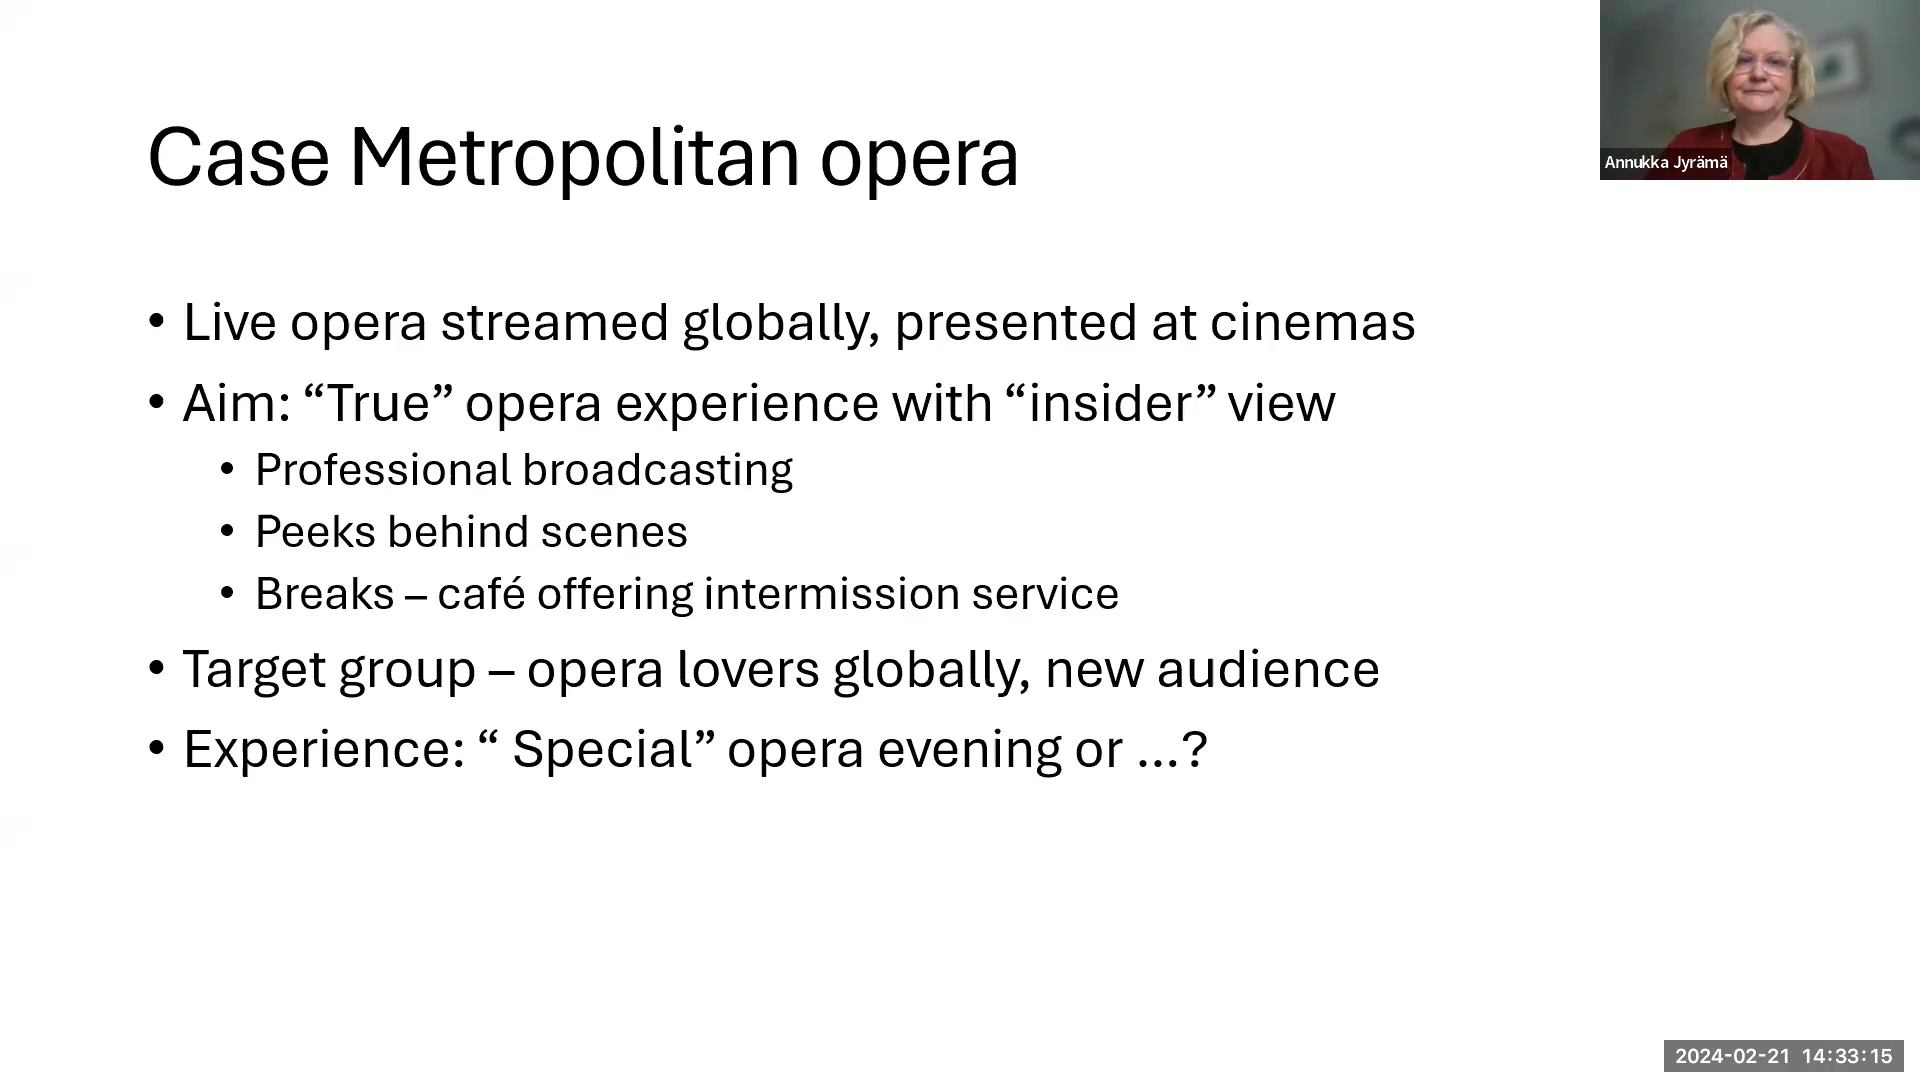 Case Metropolitan opera
Annukka Jyrämä
• Live opera streamed globally, presented at cinemas
• Aim: “True” opera experience with “insider” view
• Professional broadcasting
• Peeks behind scenes
• Breaks – café offering intermission service
• Target group – opera lovers globally, new audience
• Experience: “ Special” opera evening or ...?
2024-02-21 14:33:15